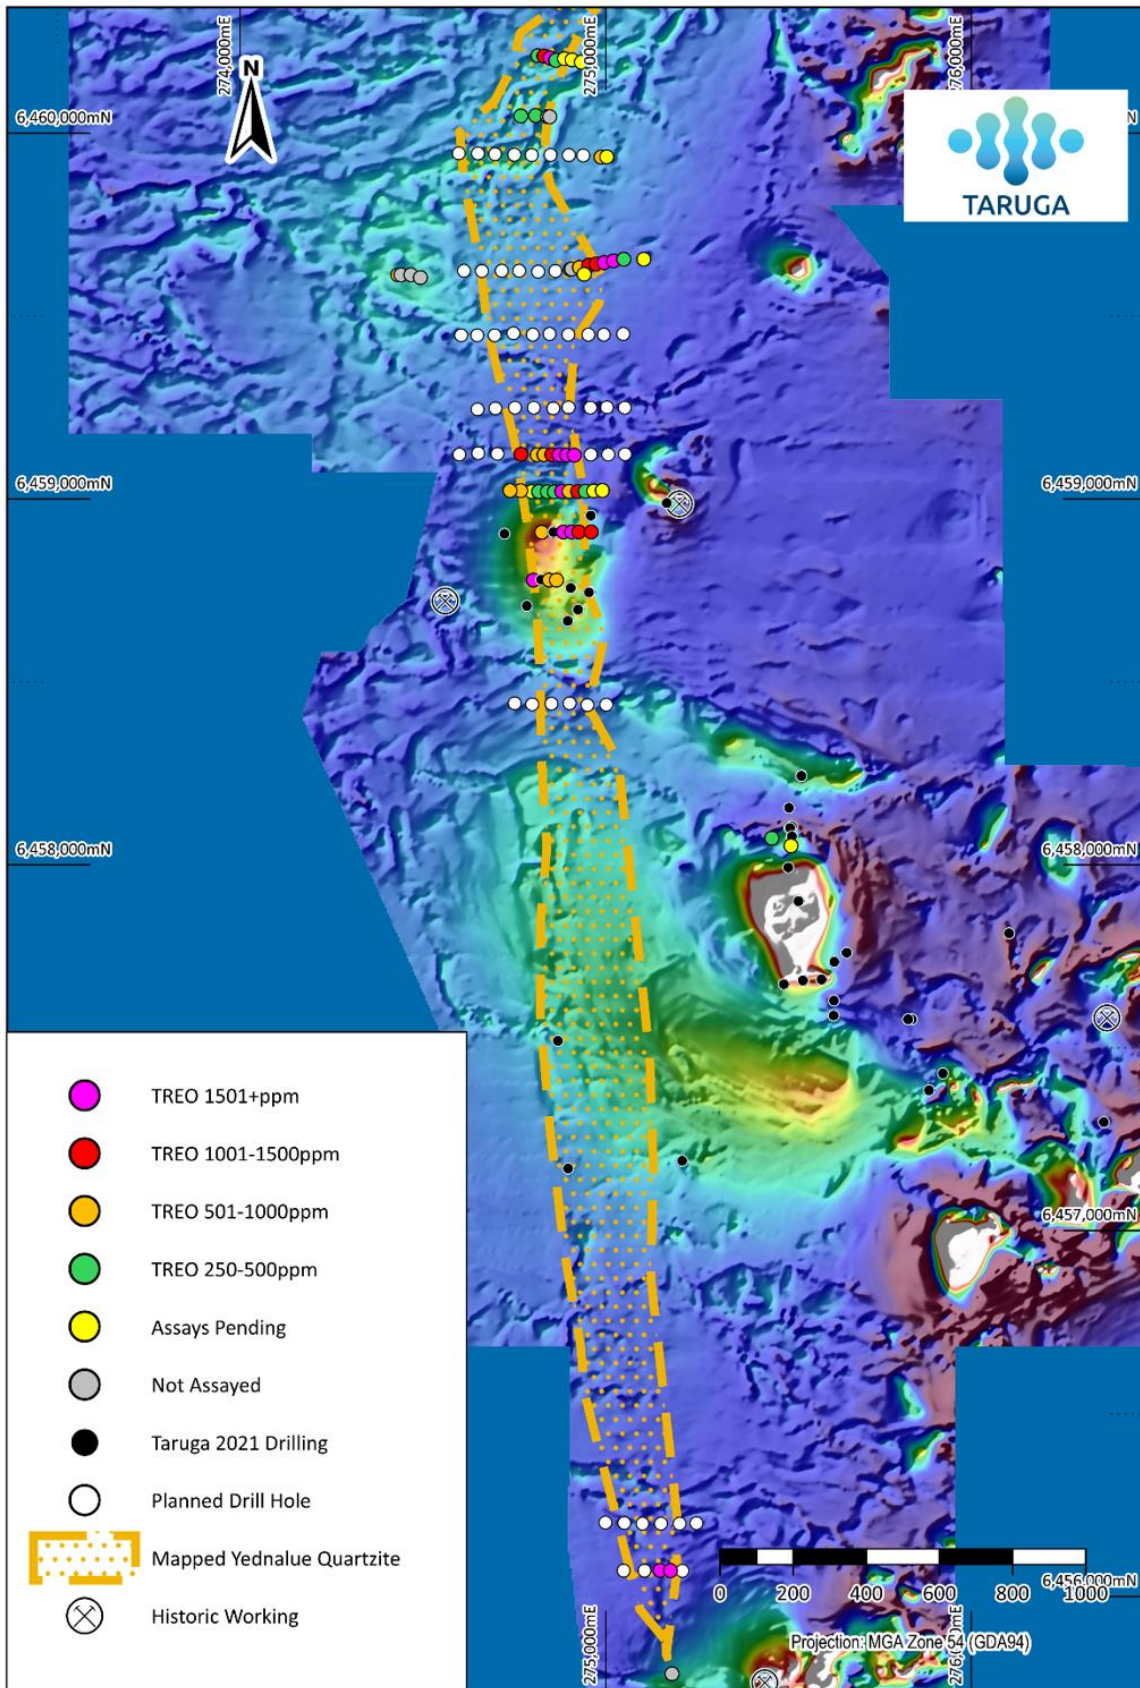 274,000mE
275,000mE
276,000mE
N
6,460,000mN
N
TARUGA
6,459,000mN
6,459,000mN
6,458,000mN
6,458,000mN
6,457,000mN
TREO 1501+ppm
TREO 1001-1500ppm
TREO 501-1000ppm
TREO 250-500ppm
Assays Pending
Not Assayed
Taruga 2021 Drilling
Planned Drill Hole
Mapped Yednalue Quartzite
Historic Working
6,456,000mN
0 200 400 600 800 1000
275,000mE
276,
Projection: MGA Zone 54 (GDA94)